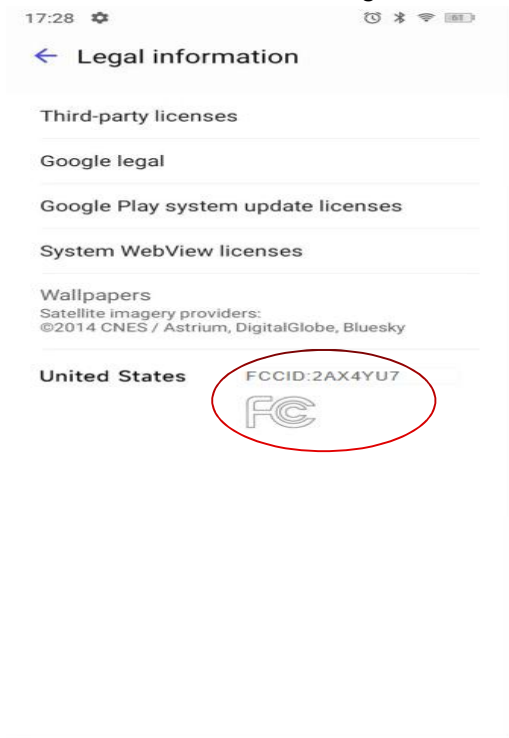 17:28
61
Legal information
Third-party licenses
Google legal
Google Play system update licenses
System WebView licenses
Wallpapers
Satellite imagery providers:
©2014 CNES / Astrium, DigitalGlobe, Bluesky
United States FCCID:2AX4YU7
FC